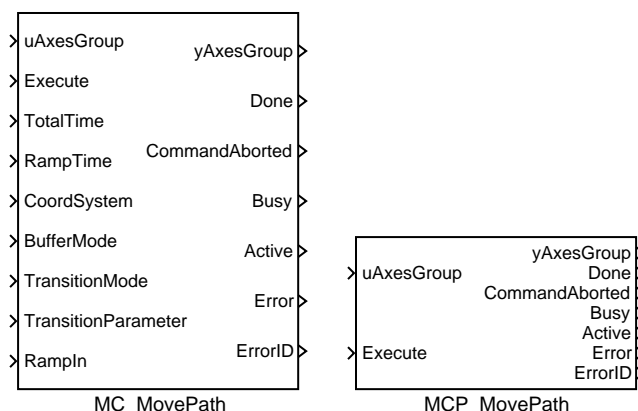 uAxesGroup
Execute
TotalTime
RampTime
CoordSystem
BufferMode
TransitionMode
TransitionParameter
RampIn
yAxesGroup
Done
CommandAborted
Busy
Active
Error
ErrorID
MC_MovePath
uAxesGroup
Execute
yAxesGroup
Done
CommandAborted
Busy
Active
Error
ErrorID
MCP_MovePath